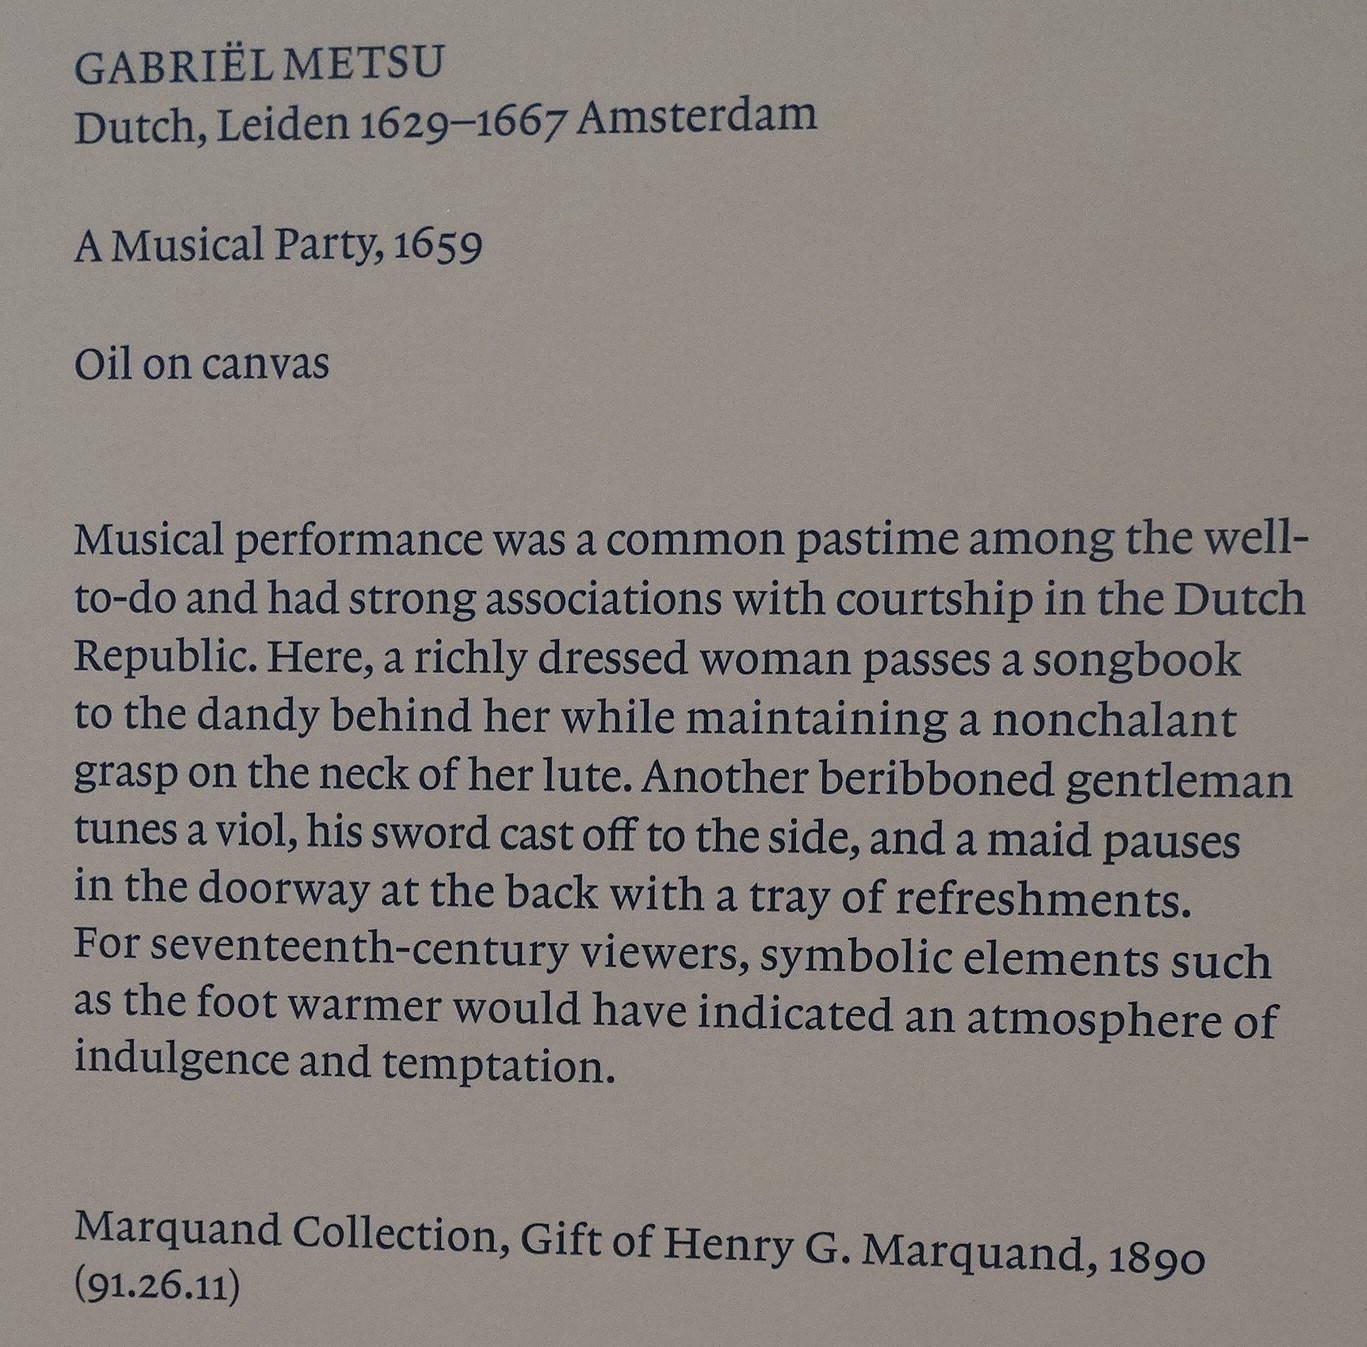 GABRIËL METSU
Dutch, Leiden 1629–1667 Amsterdam
A Musical Party, 1659
Oil on canvas
Musical performance was a common pastime among the well-
to-do and had strong associations with courtship in the Dutch
Republic. Here, a richly dressed woman passes a songbook
to the dandy behind her while maintaining a nonchalant
grasp on the neck of her lute. Another beribboned gentleman
tunes a viol, his sword cast off to the side, and a maid pauses
in the doorway at the back with a tray of refreshments.
For seventeenth-century viewers, symbolic elements such
as the foot warmer would have indicated an atmosphere of
indulgence and temptation.
Marquand Collection, Gift of Henry G. Marquand, 1890
(91.26.11)